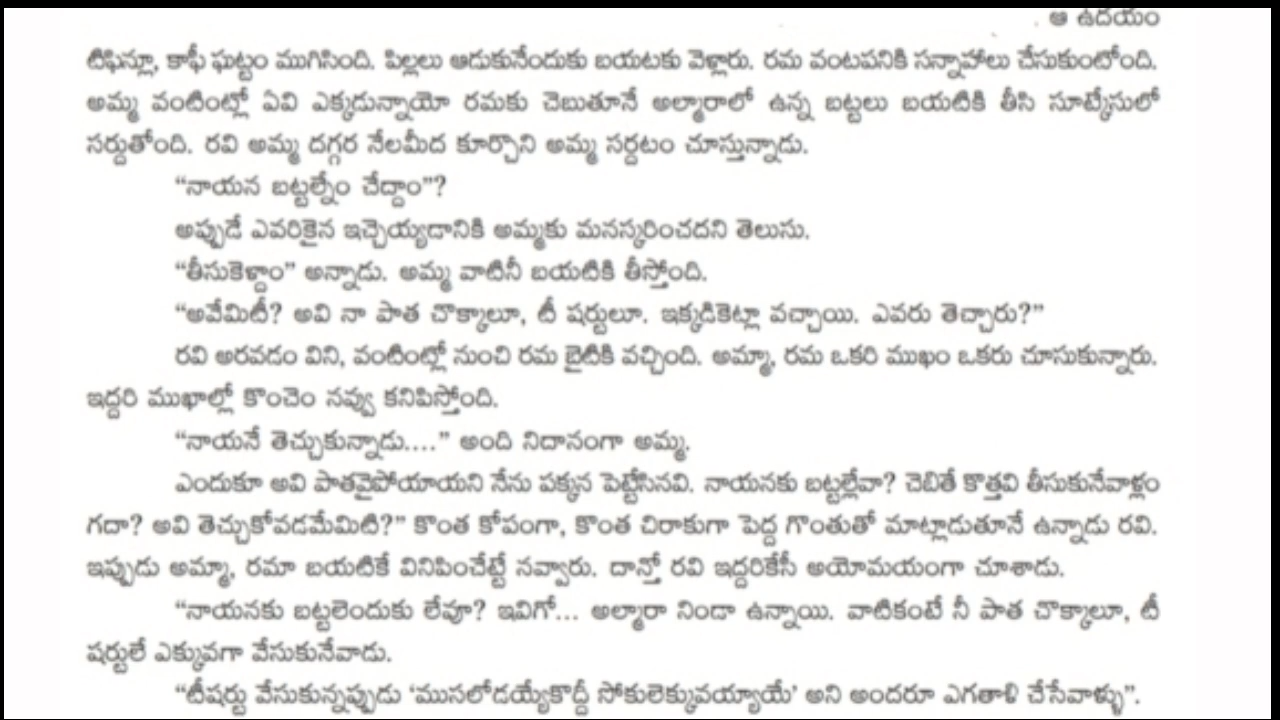 ఆ ఉదయం
టిఫిన్లూ, కాఫీ ఘట్టం ముగిసింది. పిల్లలు ఆడుకునేందుకు బయటకు వెళ్లారు. రమ వంటపనికి సన్నాహాలు చేసుకుంటోంది.
అమ్మ వంటింట్లో ఏవి ఎక్కడున్నాయో రమకు చెబుతూనే అల్మారాలో ఉన్న బట్టలు బయటికి తీసి సూట్కేసులో
సర్దుతోంది. రవి అమ్మ దగ్గర నేలమీద కూర్చొని అమ్మ సర్దటం చూస్తున్నాడు.
“నాయన బట్టల్నేం చేద్దాం”?
అప్పుడే ఎవరికైన ఇచ్చెయ్యడానికి అమ్మకు మనస్కరించదని తెలుసు.
“తీసుకెళ్దాం” అన్నాడు. అమ్మ వాటినీ బయటికి తీస్తోంది.
“అవేమిటీ? అవి నా పాత చొక్కాలూ, టీ షర్టులూ. ఇక్కడికెట్లా వచ్చాయి. ఎవరు తెచ్చారు?”
రవి అరవడం విని, వంటింట్లో నుంచి రమ బైటికి వచ్చింది. అమ్మా, రమ ఒకరి ముఖం ఒకరు చూసుకున్నారు.
ఇద్దరి ముఖాల్లో కొంచెం నవ్వు కనిపిస్తోంది.
“నాయనే తెచ్చుకున్నాడు....” అంది నిదానంగా అమ్మ.
ఎందుకూ అవి పాతవైపోయాయని నేను పక్కన పెట్టేసినవి. నాయనకు బట్టల్లేవా? చెబితే కొత్తవి తీసుకునేవాళ్లం
గదా? అవి తెచ్చుకోవడమేమిటి?” కొంత కోపంగా, కొంత చిరాకుగా పెద్ద గొంతుతో మాట్లాడుతూనే ఉన్నాడు రవి.
ఇప్పుడు అమ్మా, రమా బయటికే వినిపించేట్టే నవ్వారు. దాన్తో రవి ఇద్దరికేసీ అయోమయంగా చూశాడు.
“నాయనకు బట్టలెందుకు లేవూ? ఇవిగో... అల్మారా నిండా ఉన్నాయి. వాటికంటే నీ పాత చొక్కాలూ, టీ
షర్టులే ఎక్కువగా వేసుకునేవాడు.
“టీషర్టు వేసుకున్నప్పుడు ‘ముసలోడయ్యేకొద్దీ సోకులెక్కువయ్యాయే’ అని అందరూ ఎగతాళి చేసేవాళ్ళు”.